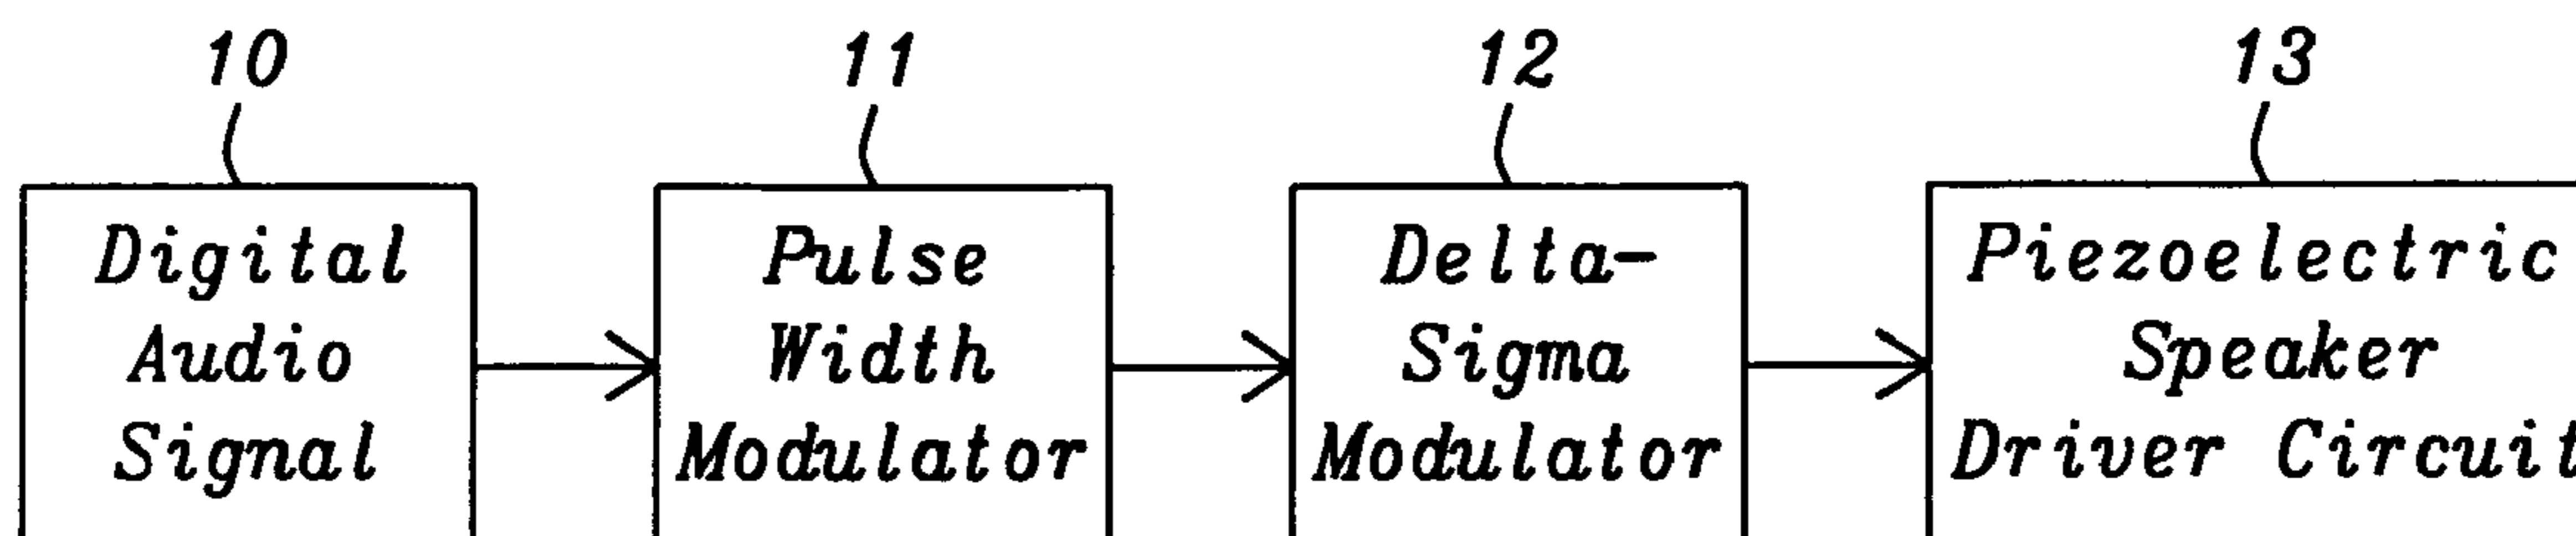 10
11
12
13
Digital
Audio
Signal
Pulse
Width
Modulator
Delta-
Sigma
Modulator
Piezoelectric
Speaker
Driver Circuit